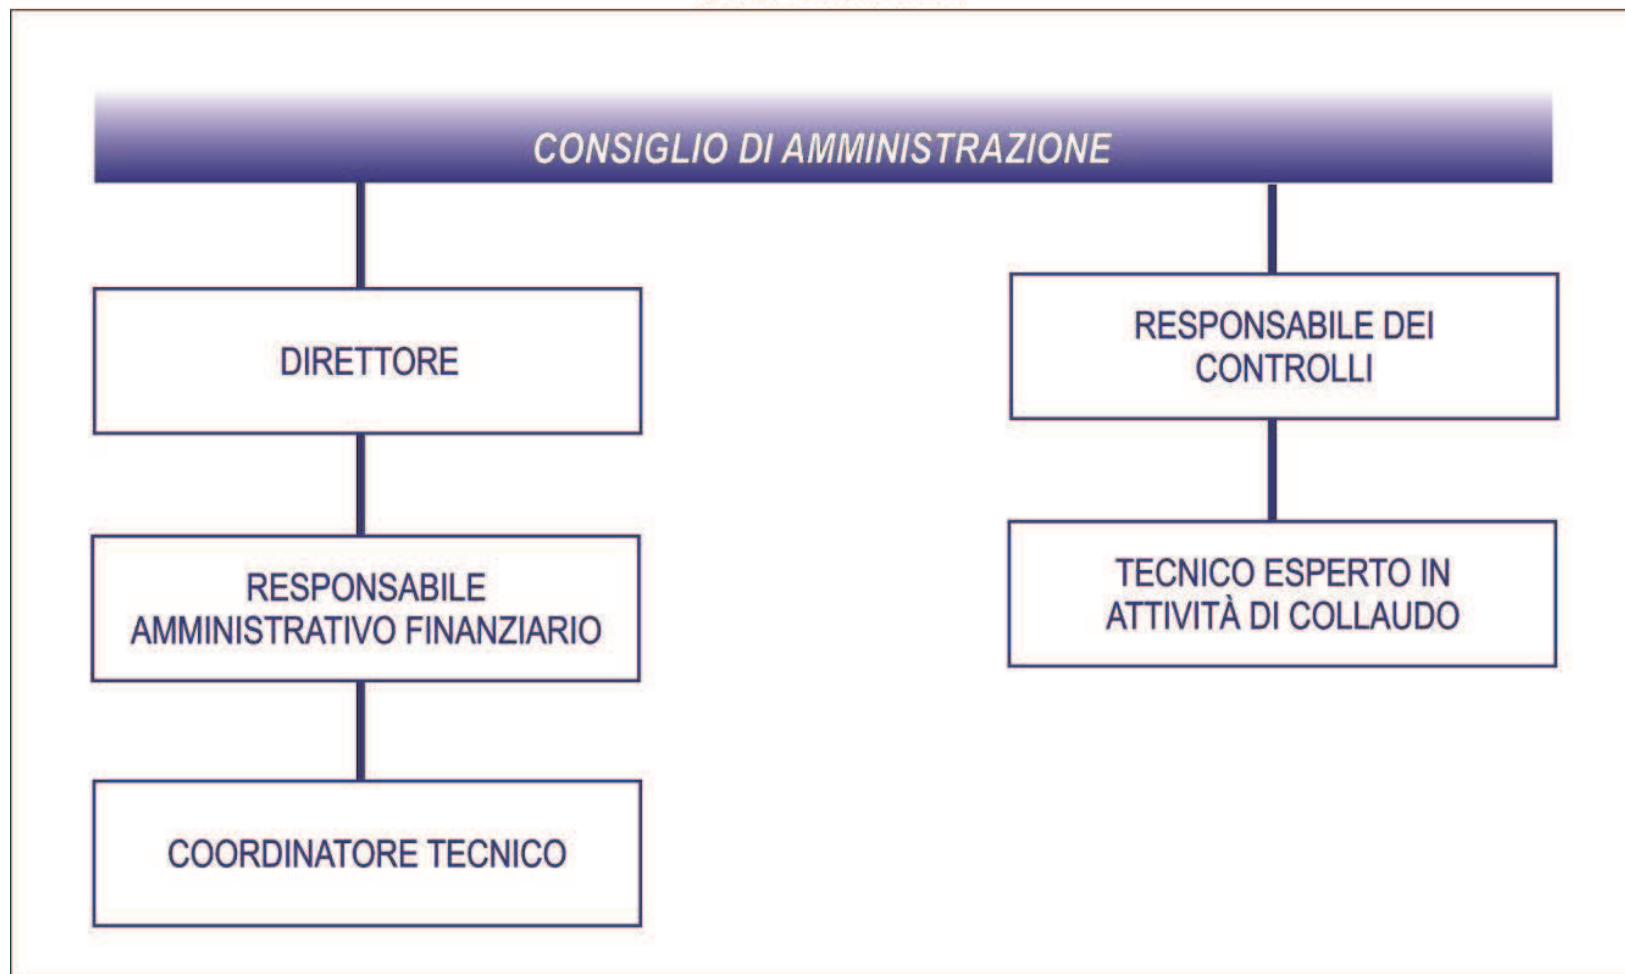 CONSIGLIO DI AMMINISTRAZIONE
DIRETTORE
RESPONSABILE
AMMINISTRATIVO FINANZIARIO
COORDINATORE TECNICO
RESPONSABILE DEI
CONTROLLI
TECNICO ESPERTO IN
ATTIVITÀ DI COLLAUDO